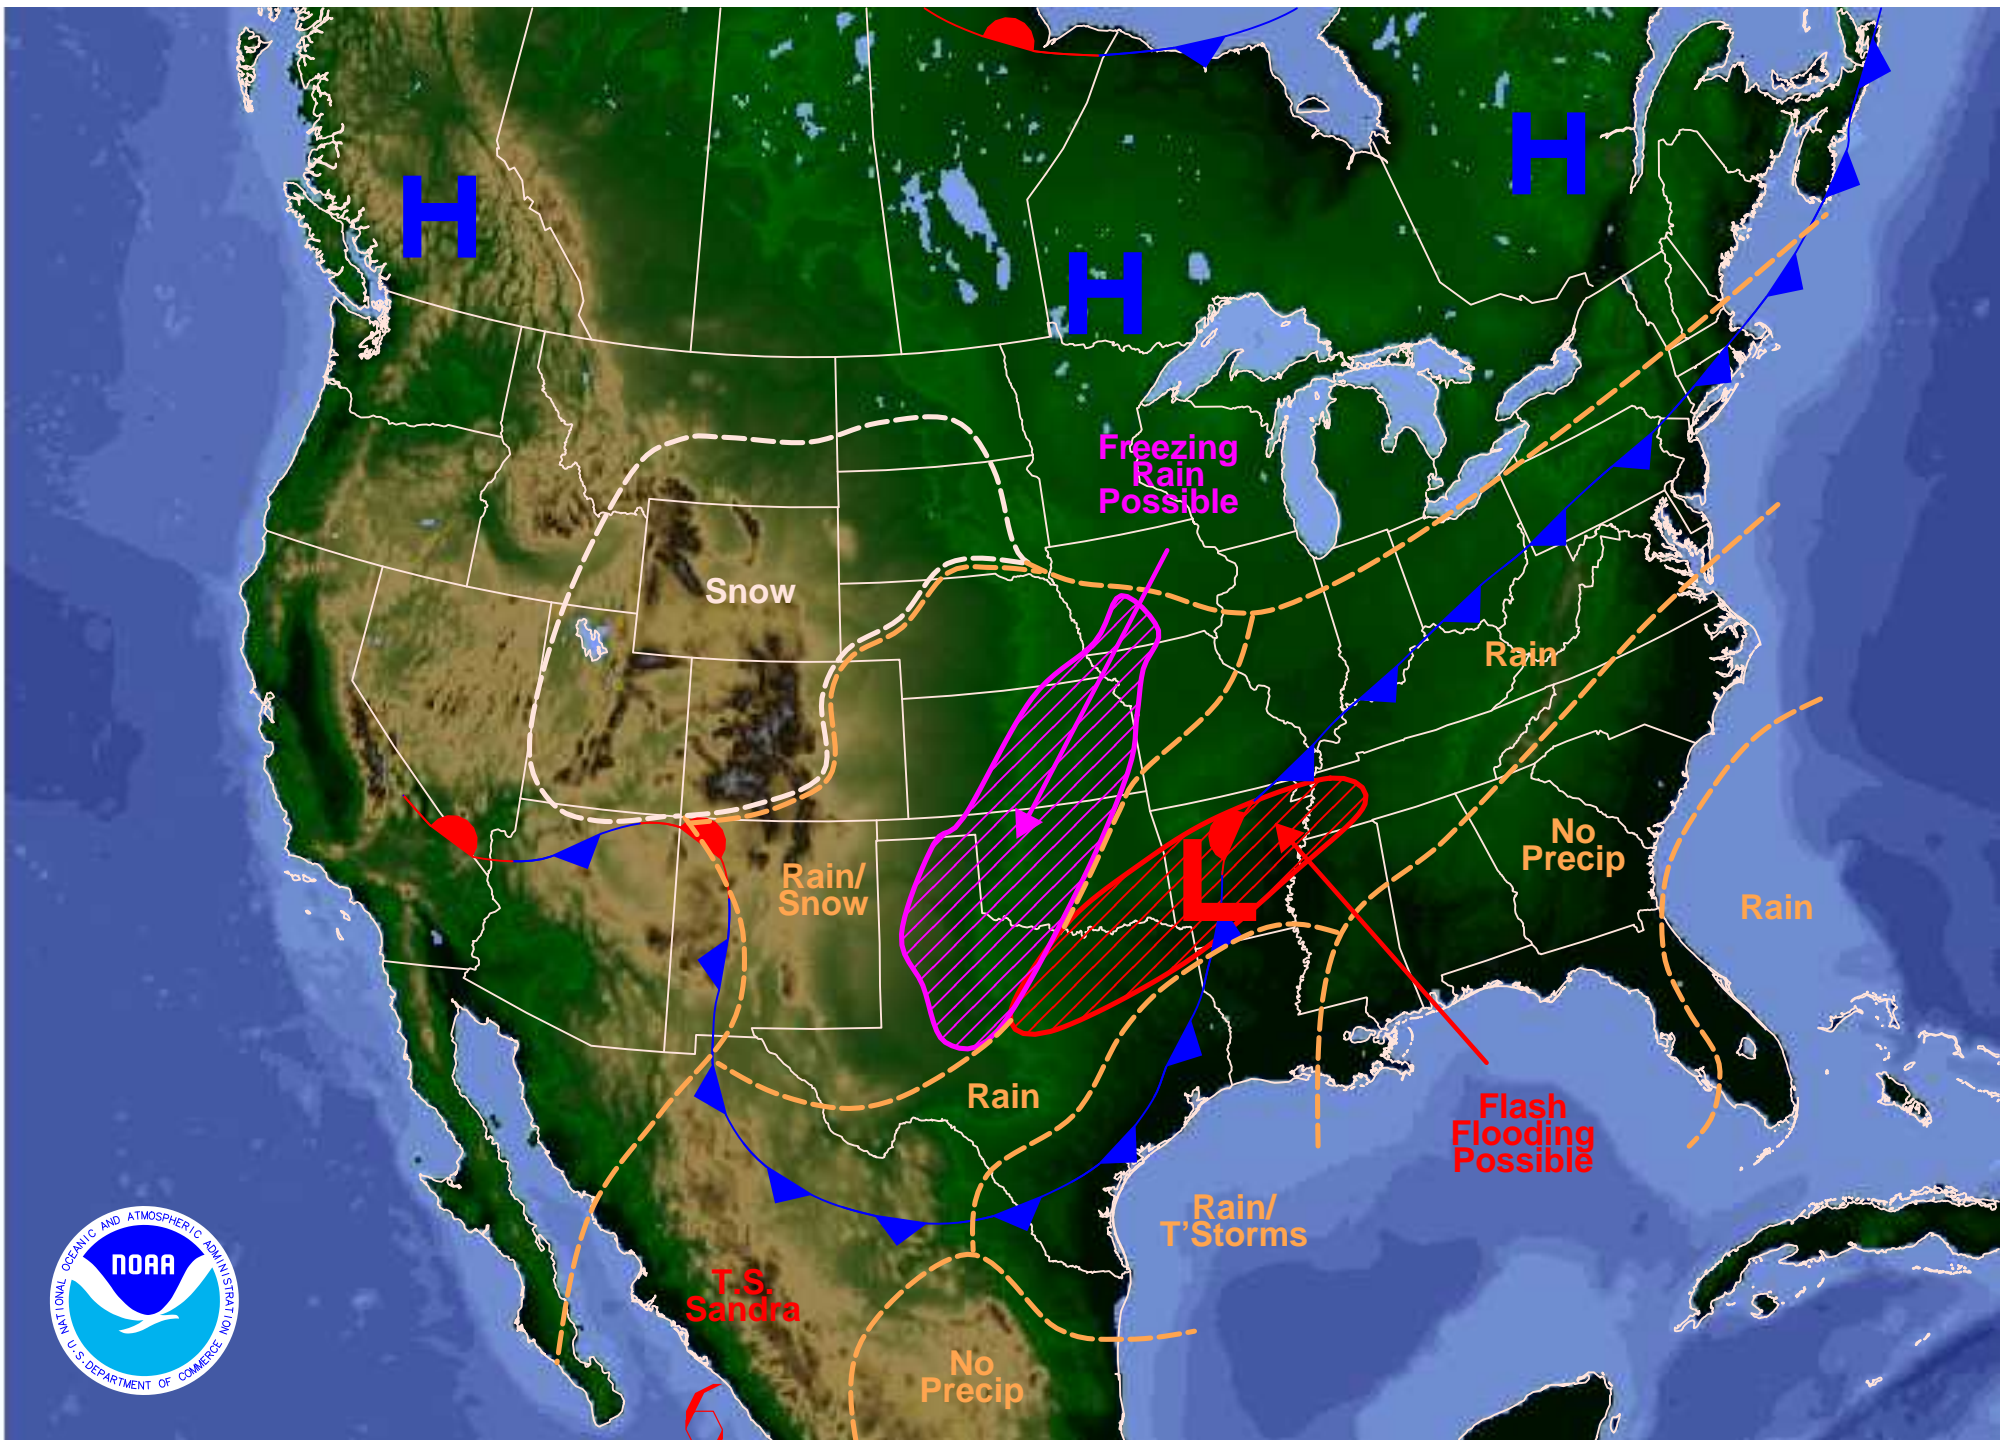 H
H
H
Freezing
Rain
Possible
Snow
Rain
No
Precip
Rain/
Snow
L
Rain
Rain
Flash
Flooding
Possible
Rain/
T'Storms
T.S.
Sandra
No
Precip
NATIONAL OCEANIC AND ATMOSPHERIC ADMINISTRATION
NOAA
U.S. DEPARTMENT OF COMMERCE